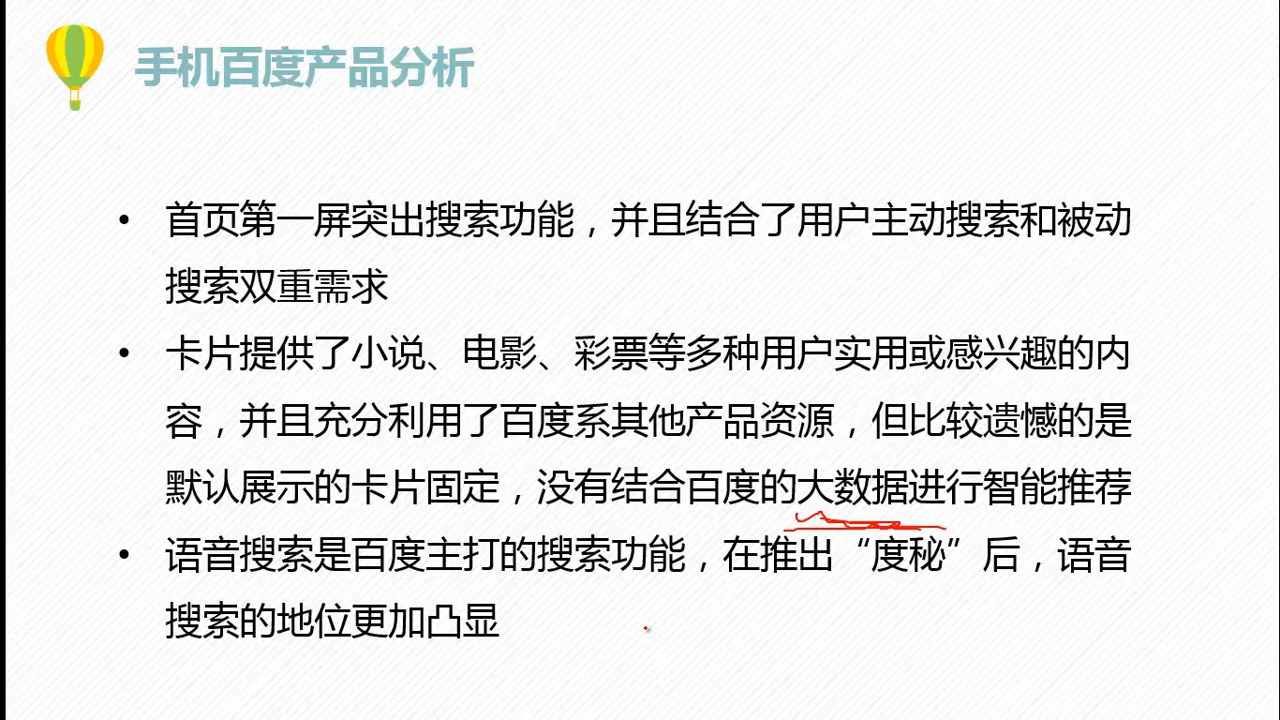 手机百度产品分析
• 首页第一屏突出搜索功能，并且结合了用户主动搜索和被动
搜索双重需求
• 卡片提供了小说、电影、彩票等多种用户实用或感兴趣的内
容，并且充分利用了百度系其他产品资源，但比较遗憾的是
默认展示的卡片固定，没有结合百度的大数据进行智能推荐
• 语音搜索是百度主打的搜索功能，在推出“度秘”后，语音
搜索的地位更加凸显